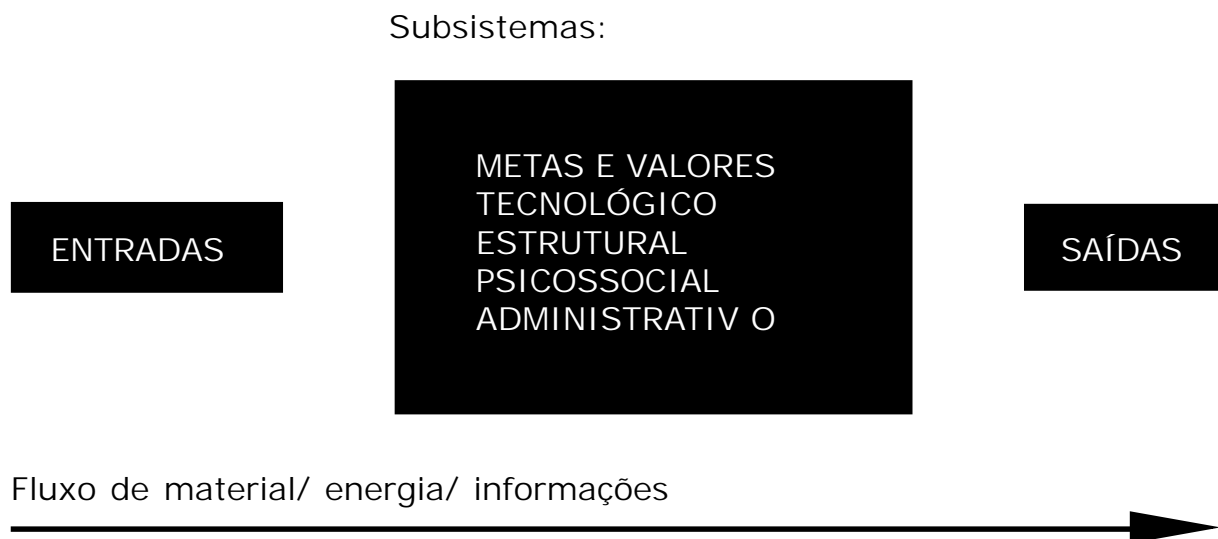 Subsistemas:
ENTRADAS
METAS E VALORES
TECNOLÓGICO
ESTRUTURAL
PSICOSSOCIAL
ADMINISTRATIV O
SAÍDAS
Fluxo de material/ energia/ informações